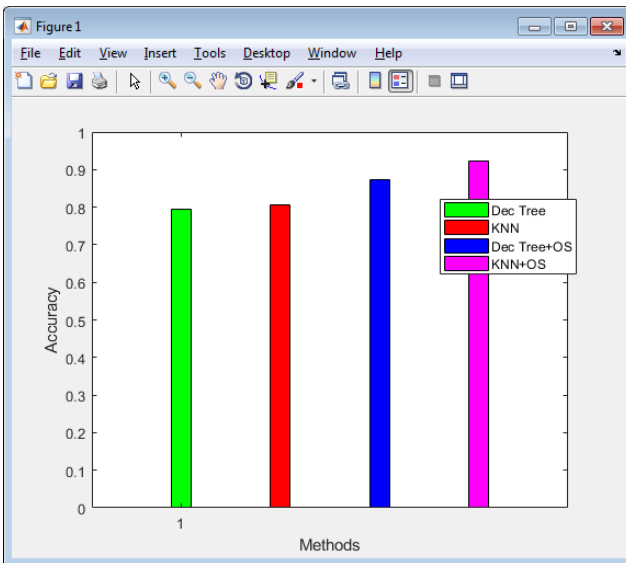 Figure 1
File Edit View Insert Tools Desktop Window Help
1
0.9
0.8
0.7
0.6
0.5
0.4
0.3
0.2
0.1
0
Accuracy
Dec Tree
KNN
Dec Tree+OS
KNN+OS
1
Methods